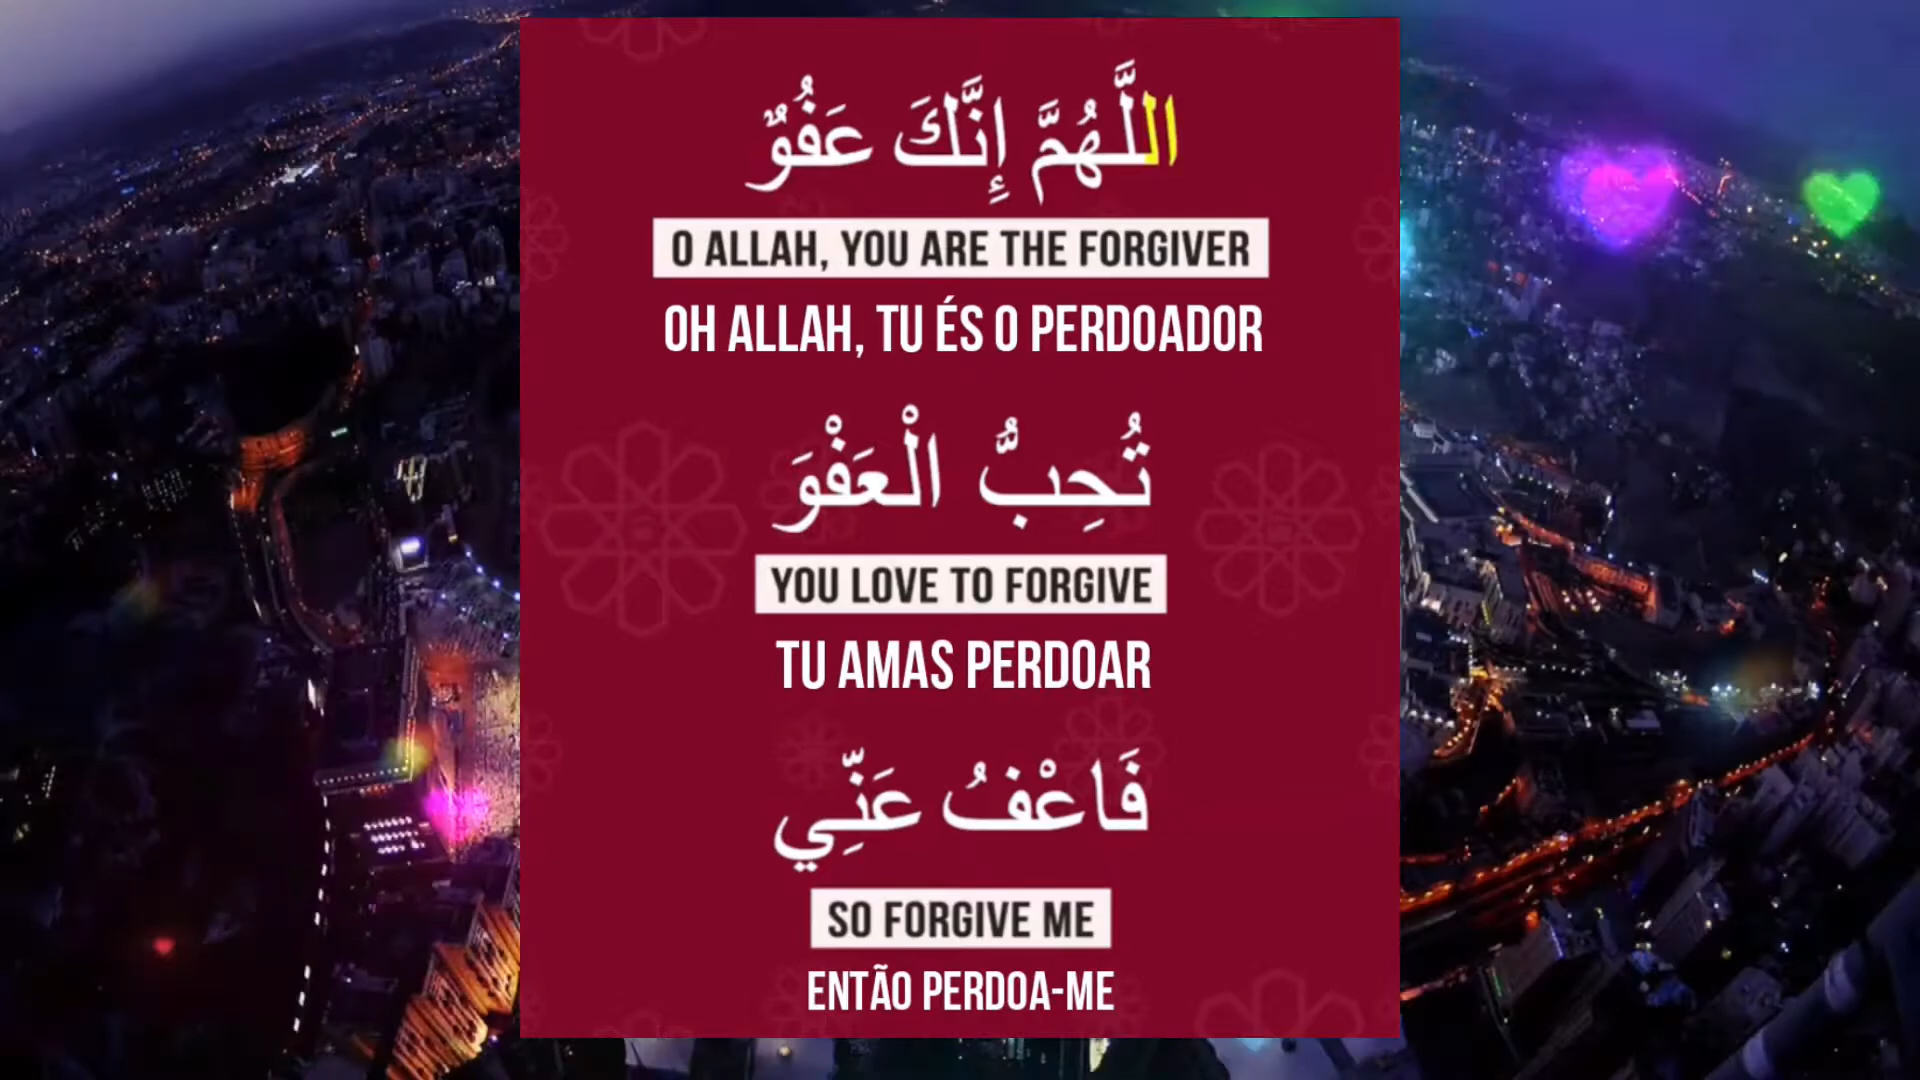 اللَّهُمَّ إِنَّكَ عَفُوٌّ
O ALLAH, YOU ARE THE FORGIVER
OH ALLAH, TU ÉS O PERDOADOR
تُحِبُّ الْعَفْوَ
YOU LOVE TO FORGIVE
TU AMAS PERDOAR
فَاعْفُ عَنِّي
SO FORGIVE ME
ENTÃO PERDOA-ME